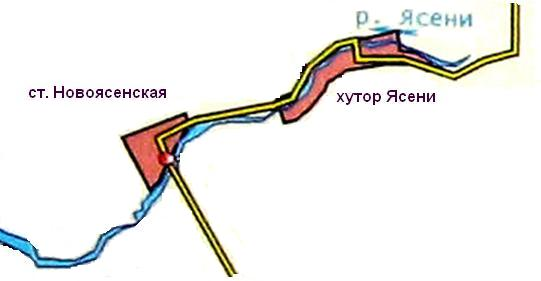 р. Ясени
ст. Новоясенская
хутор Ясени